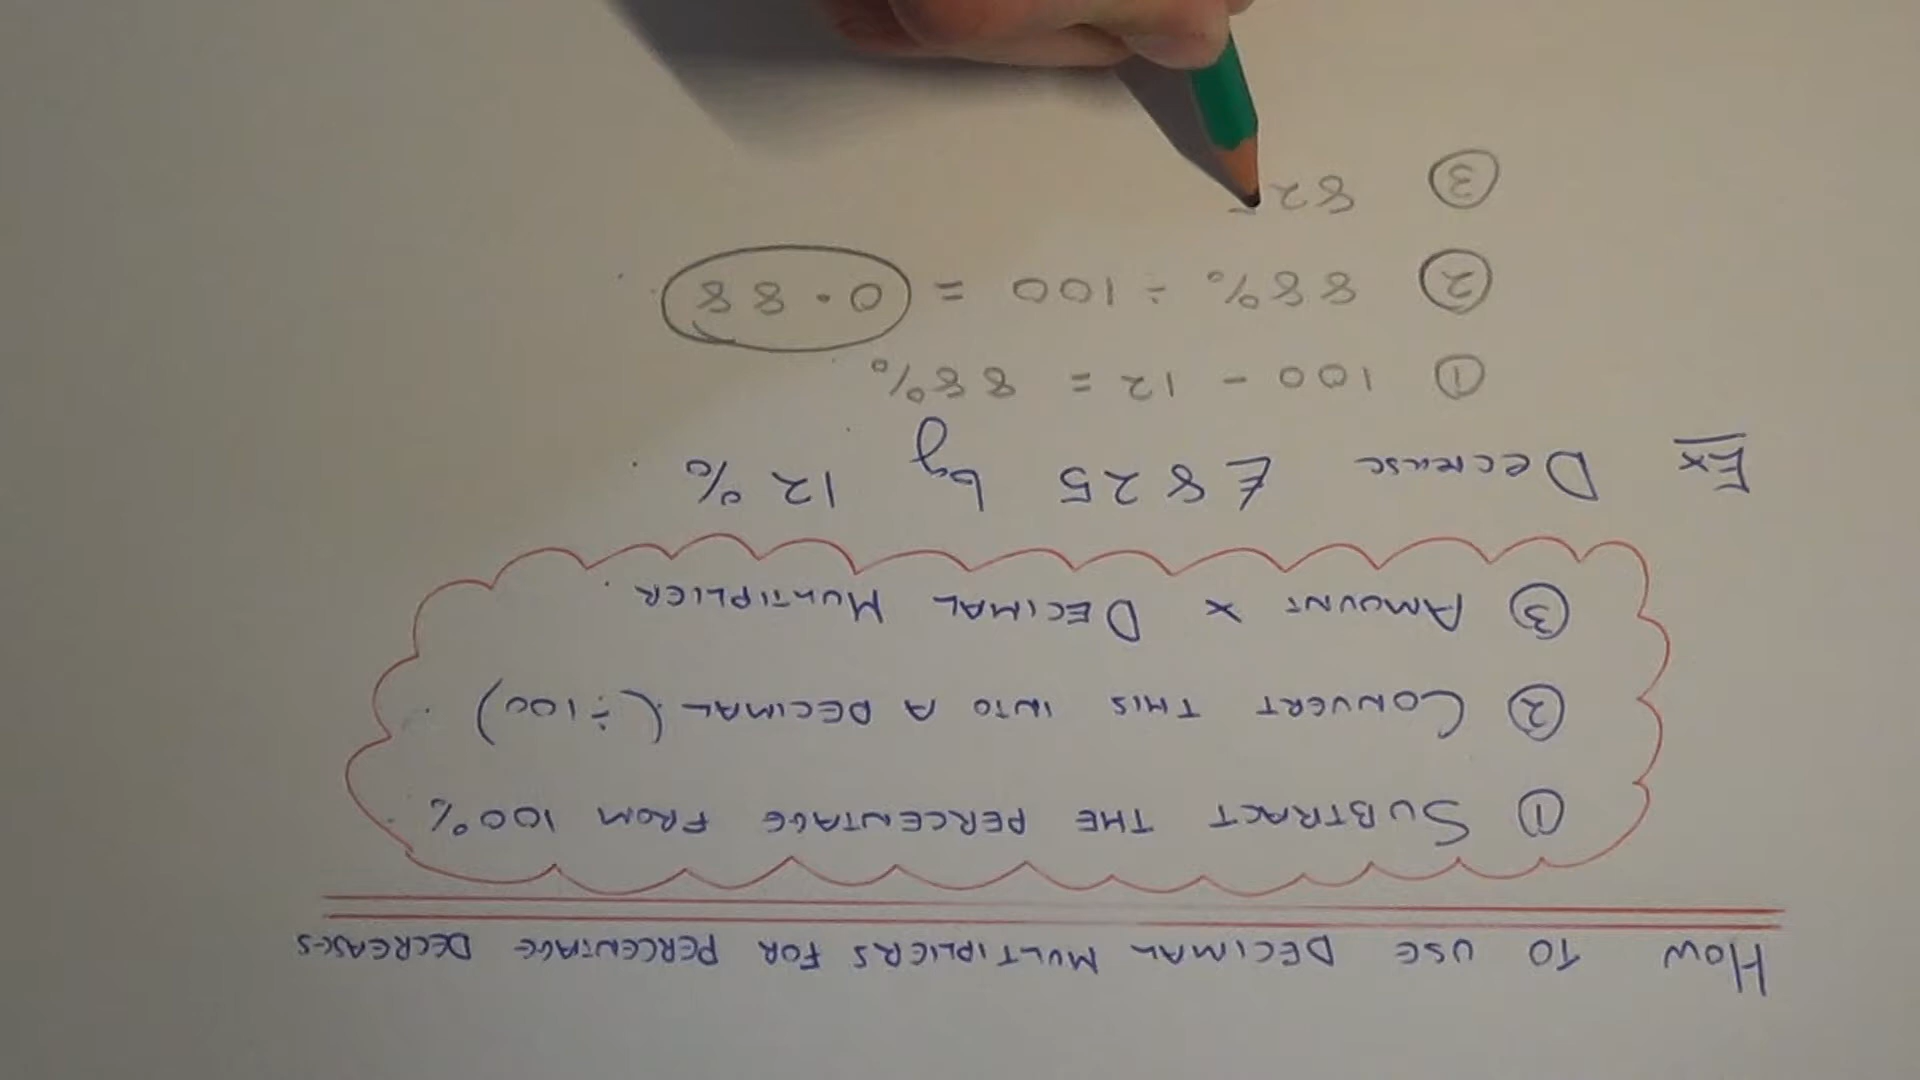 HOW TO USE DECIMAL MULTIPLIERS FOR PERCENTAGE DECREASES
① SUBTRACT THE PERCENTAGE FROM 100%
② CONVERT THIS INTO A DECIMAL (÷100)
③ AMOUNT × DECIMAL MULTIPLIER
Ex Decrease £825 by 12%
① 100 - 12 = 88%
② 88% ÷ 100 = 0.88
③ 82